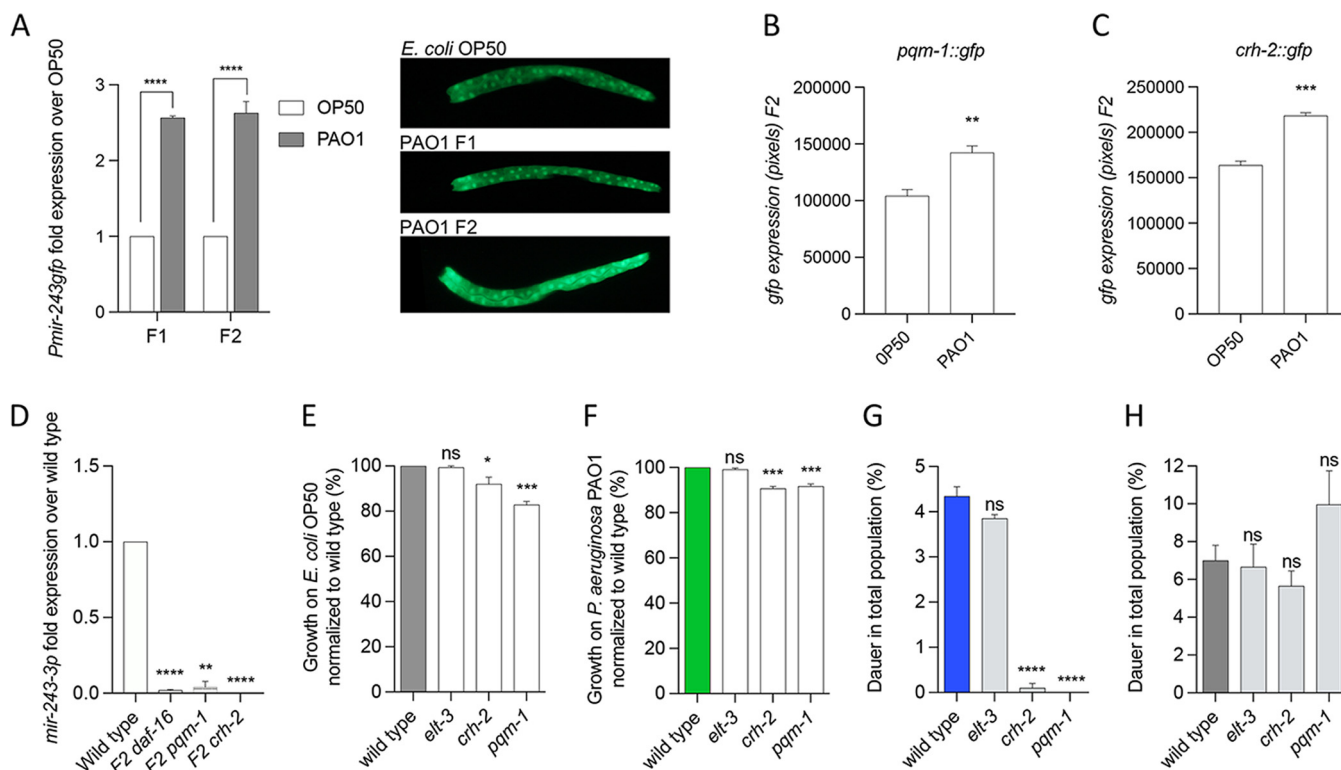 A
Pmir-243gfp fold expression over OP50
3
2
1
0
****
****
F1
F2
OP50
PAO1
E. coli OP50
PAO1 F1
PAO1 F2
B
pqm-1::gfp
gfp expression (pixels) F2
200000
150000
100000
50000
0
**
0P50
PAO1
C
crh-2::gfp
gfp expression (pixels) F2
250000
200000
150000
100000
50000
0
***
OP50
PAO1
D
mir-243-3p fold expression over wild type
1.5
1.0
0.5
0.0
****
**
****
Wild type
F2 daf-16
F2 pqm-1
F2 crh-2
E
Growth on E. coli OP50
normalized to wild type (%)
100
80
60
40
20
0
ns
*
***
wild type
elt-3
crh-2
pqm-1
F
Growth on P. aeruginosa PAO1
normalized to wild type (%)
100
80
60
40
20
0
ns
***
***
wild type
elt-3
crh-2
pqm-1
G
Dauer in total population (%)
5
4
3
2
1
0
ns
****
****
wild type
elt-3
crh-2
pqm-1
H
Dauer in total population (%)
12
10
8
6
4
2
0
ns
ns
ns
wild type
elt-3
crh-2
pqm-1